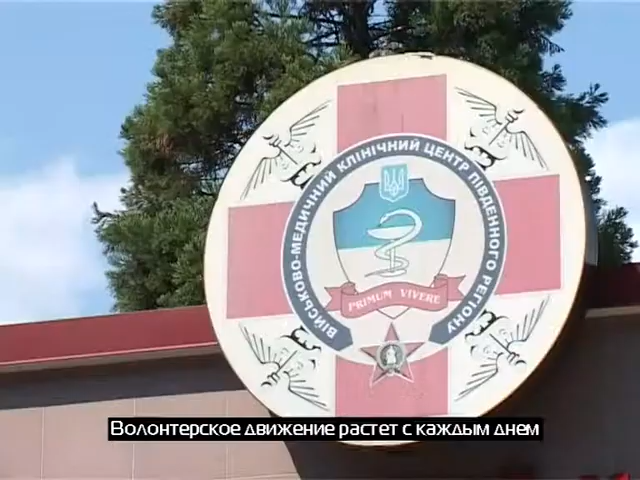 ВІЙСЬКОВО-МЕДИЧНИЙ КЛІНІЧНИЙ ЦЕНТР ПІВДЕННОГО РЕГІОНУ
PRIMUM VIVERE
Волонтерское движение растет с каждым днем